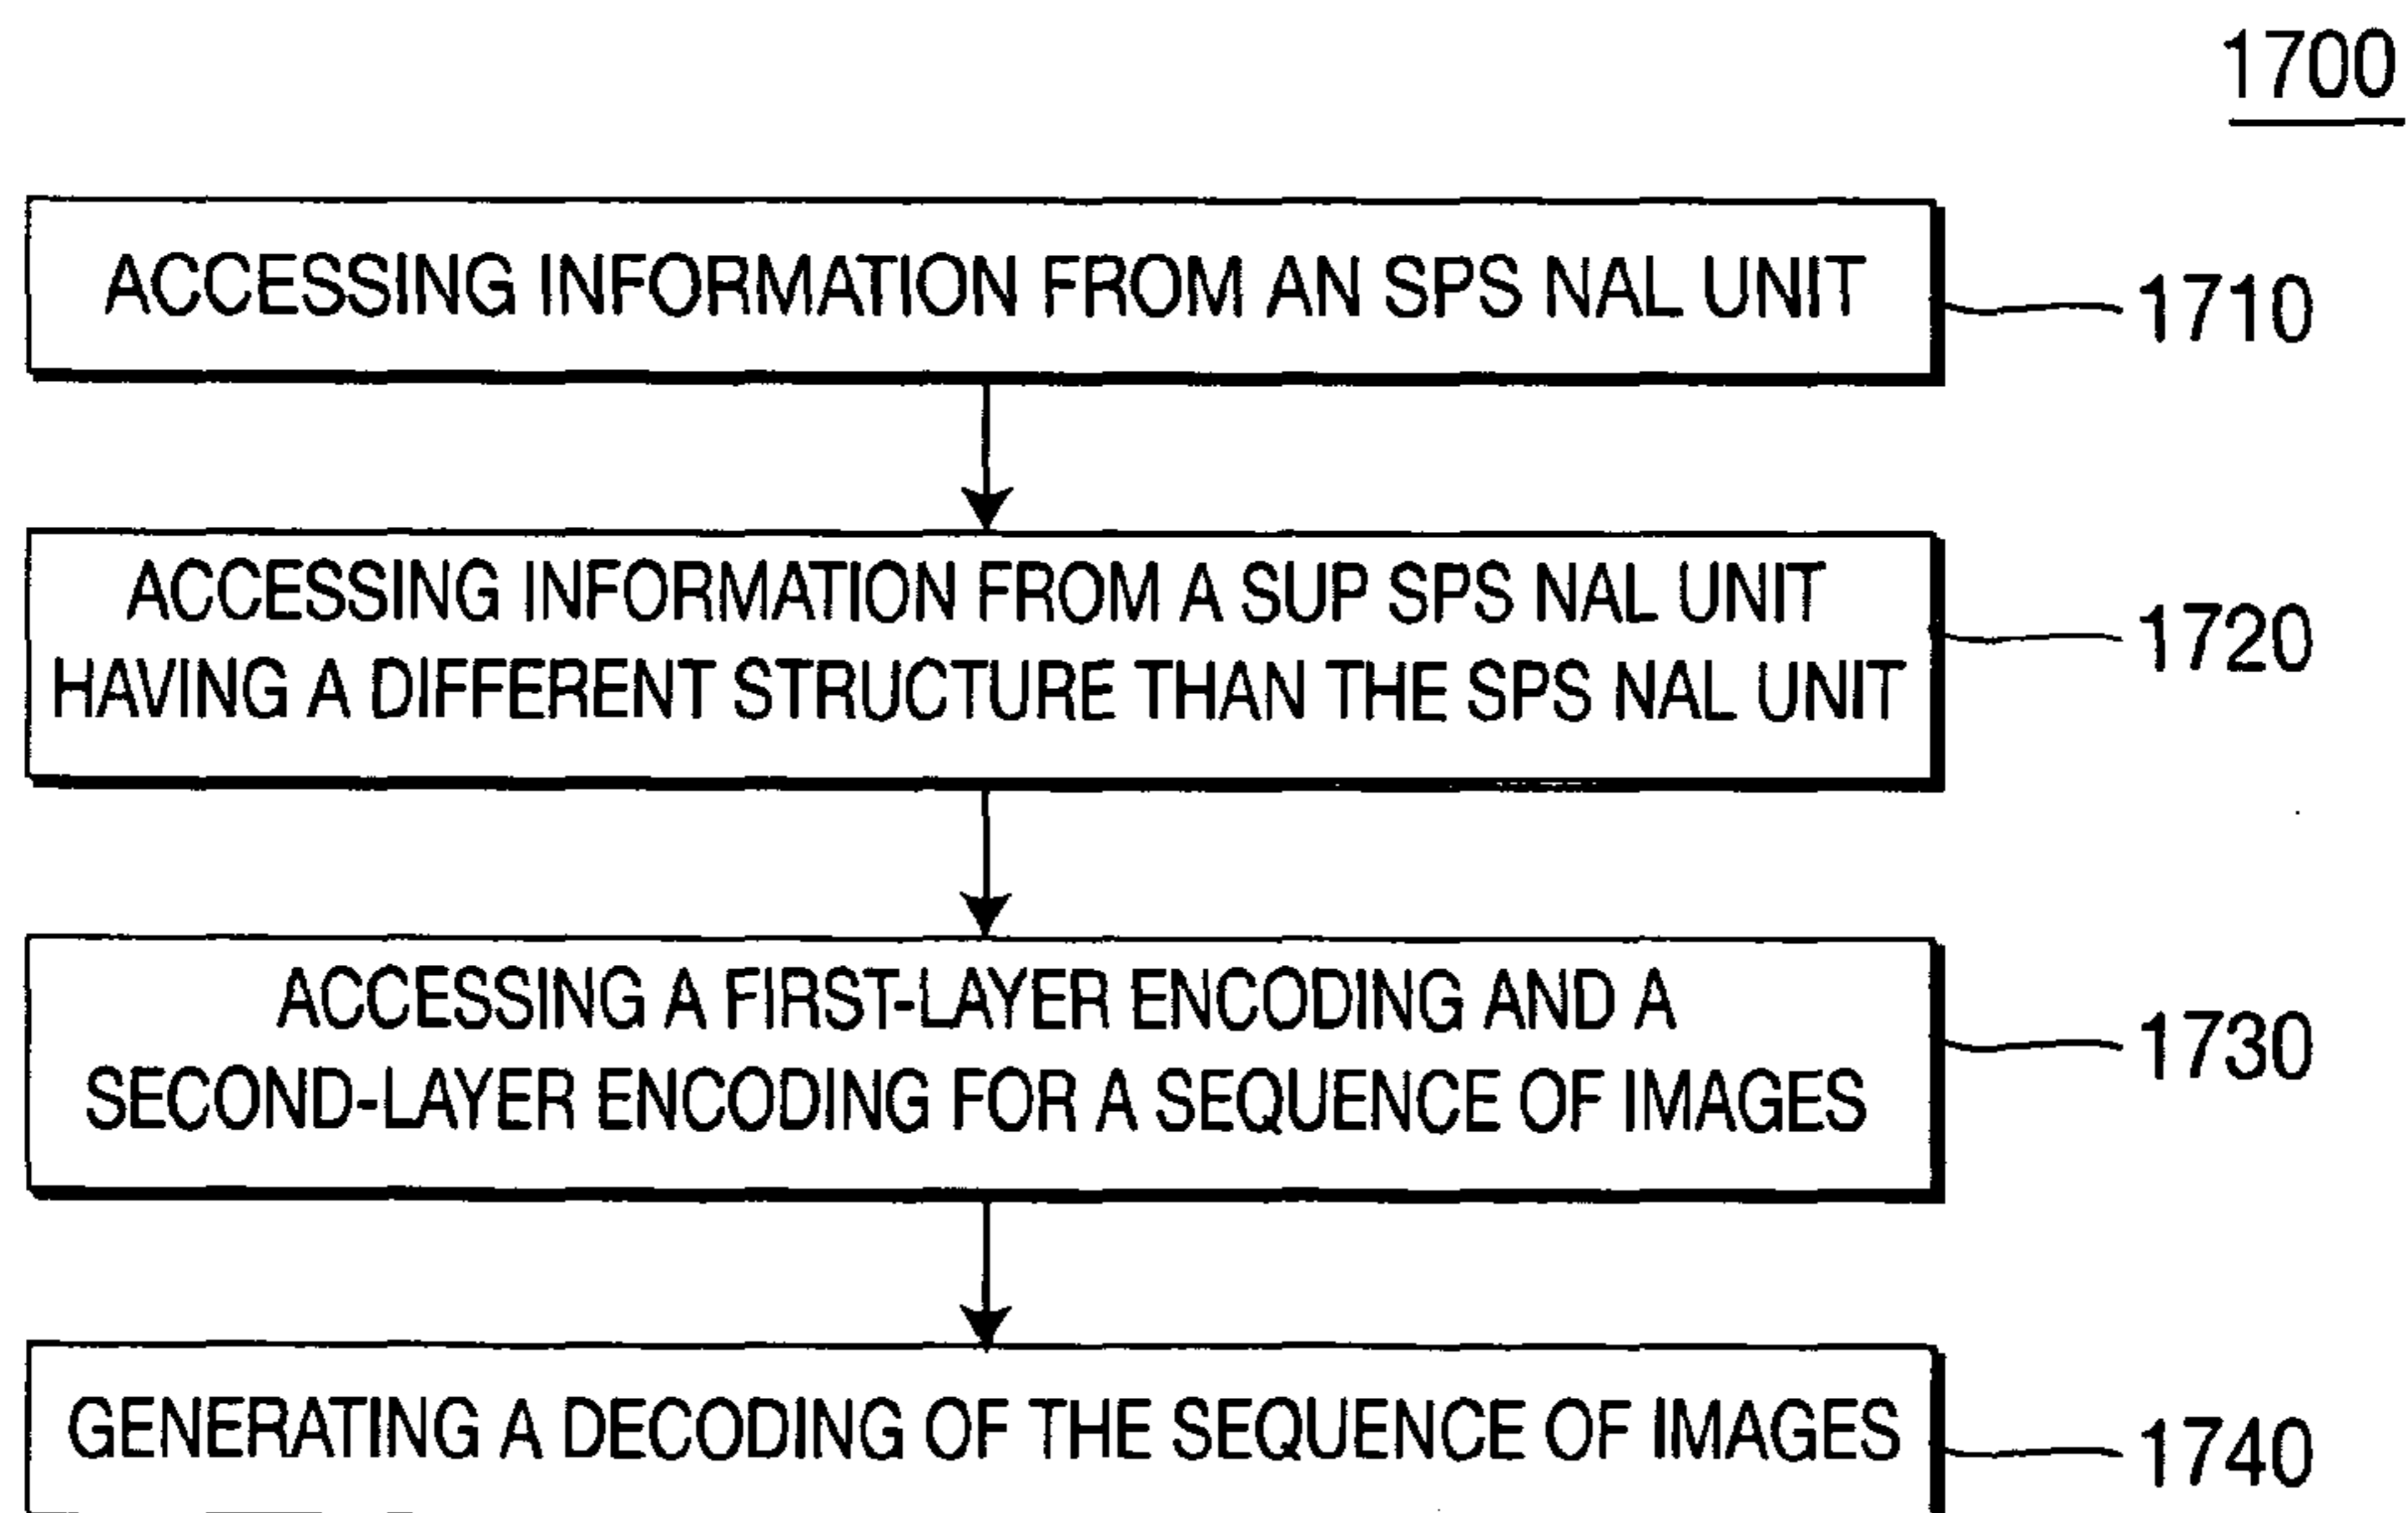 1700
ACCESSING INFORMATION FROM AN SPS NAL UNIT
1710
ACCESSING INFORMATION FROM A SUP SPS NAL UNIT
HAVING A DIFFERENT STRUCTURE THAN THE SPS NAL UNIT
1720
ACCESSING A FIRST-LAYER ENCODING AND A
SECOND-LAYER ENCODING FOR A SEQUENCE OF IMAGES
1730
GENERATING A DECODING OF THE SEQUENCE OF IMAGES
1740